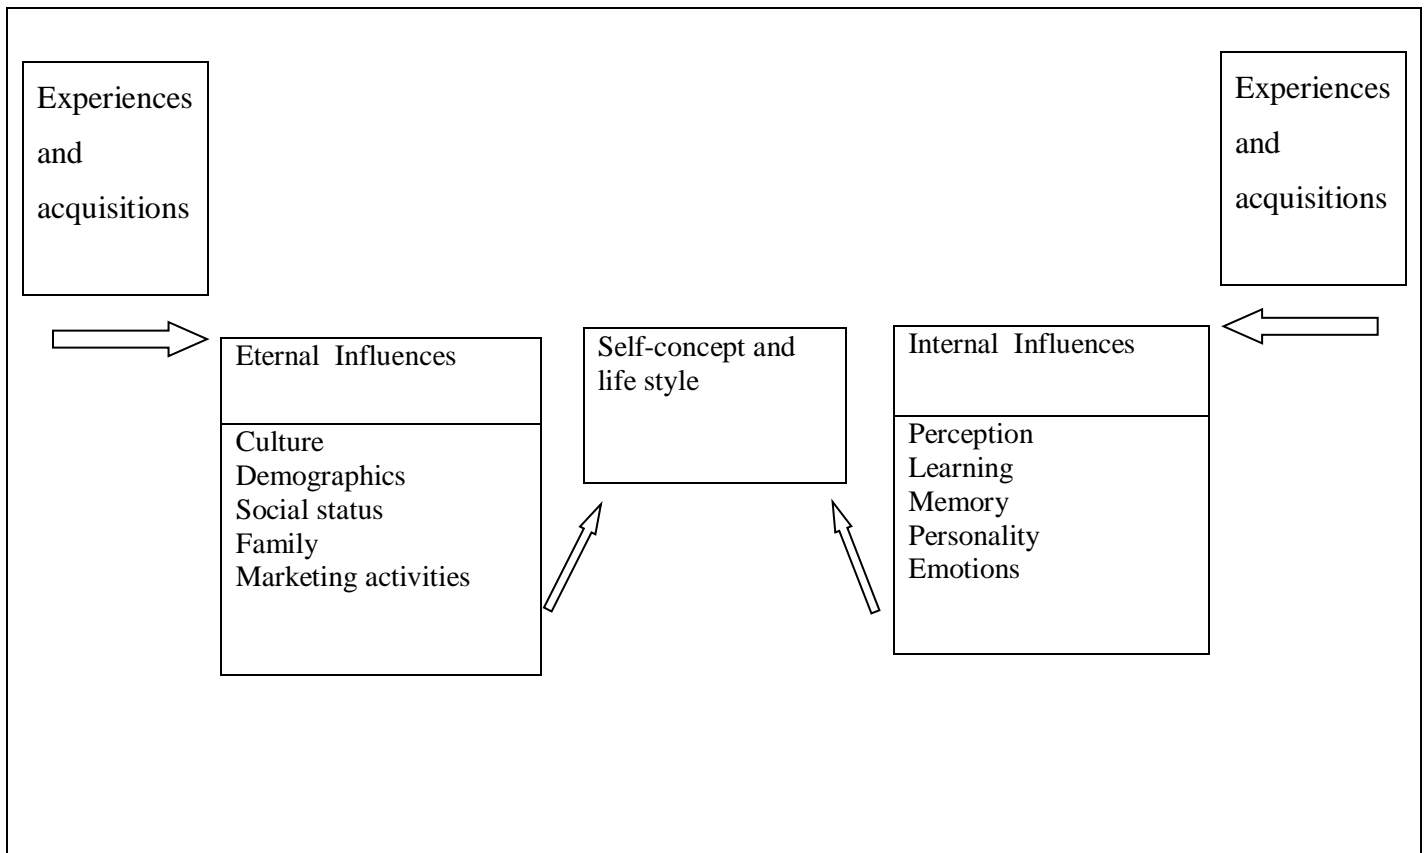 Experiences
and
acquisitions
Experiences
and
acquisitions
Eternal  Influences
Culture
Demographics
Social status
Family
Marketing activities
Self-concept and
life style
Internal  Influences
Perception
Learning
Memory
Personality
Emotions